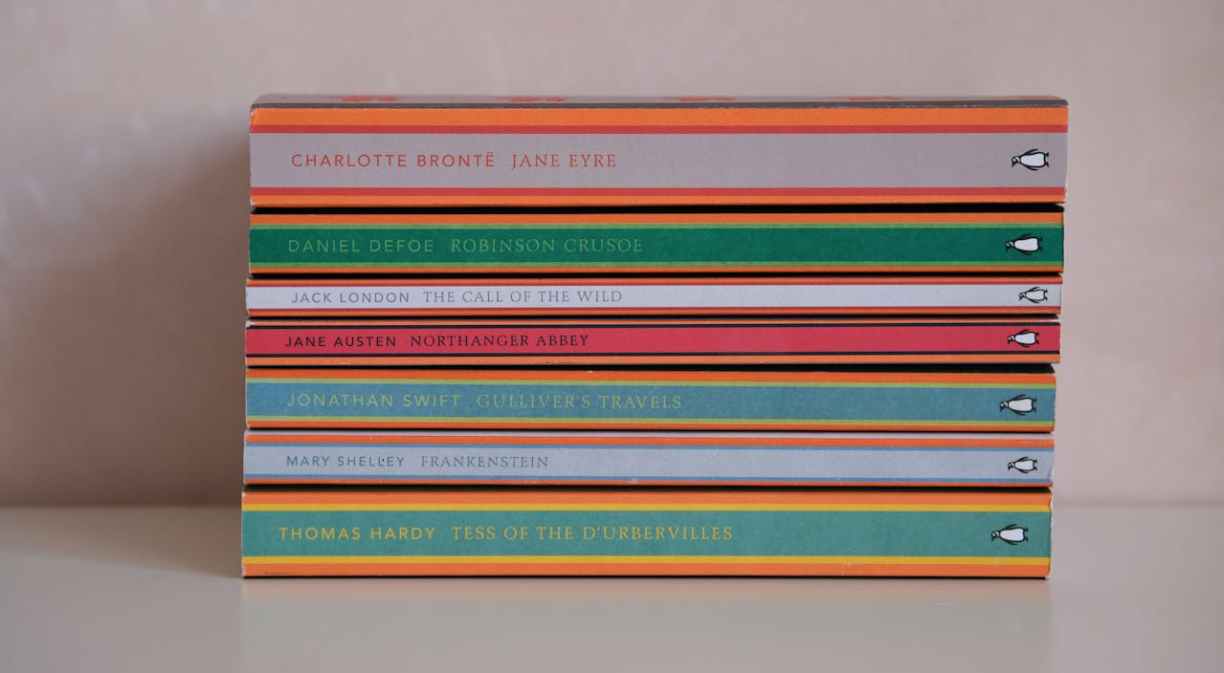 CHARLOTTE BRONTË JANE EYRE
DANIEL DEFOE ROBINSON CRUSOE
JACK LONDON THE CALL OF THE WILD
JANE AUSTEN NORTHANGER ABBEY
JONATHAN SWIFT GULLIVER'S TRAVELS
MARY SHELLEY FRANKENSTEIN
THOMAS HARDY TESS OF THE D'URBERVILLES